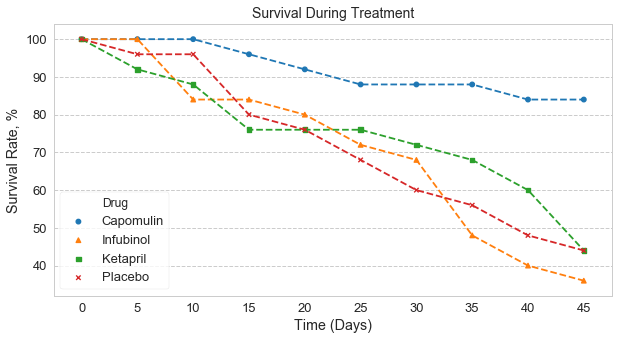 Survival During Treatment
Survival Rate, %
100
90
80
70
60
50
40
Drug
Capomulin
Infubinol
Ketapril
Placebo
0 5 10 15 20 25 30 35 40 45
Time (Days)